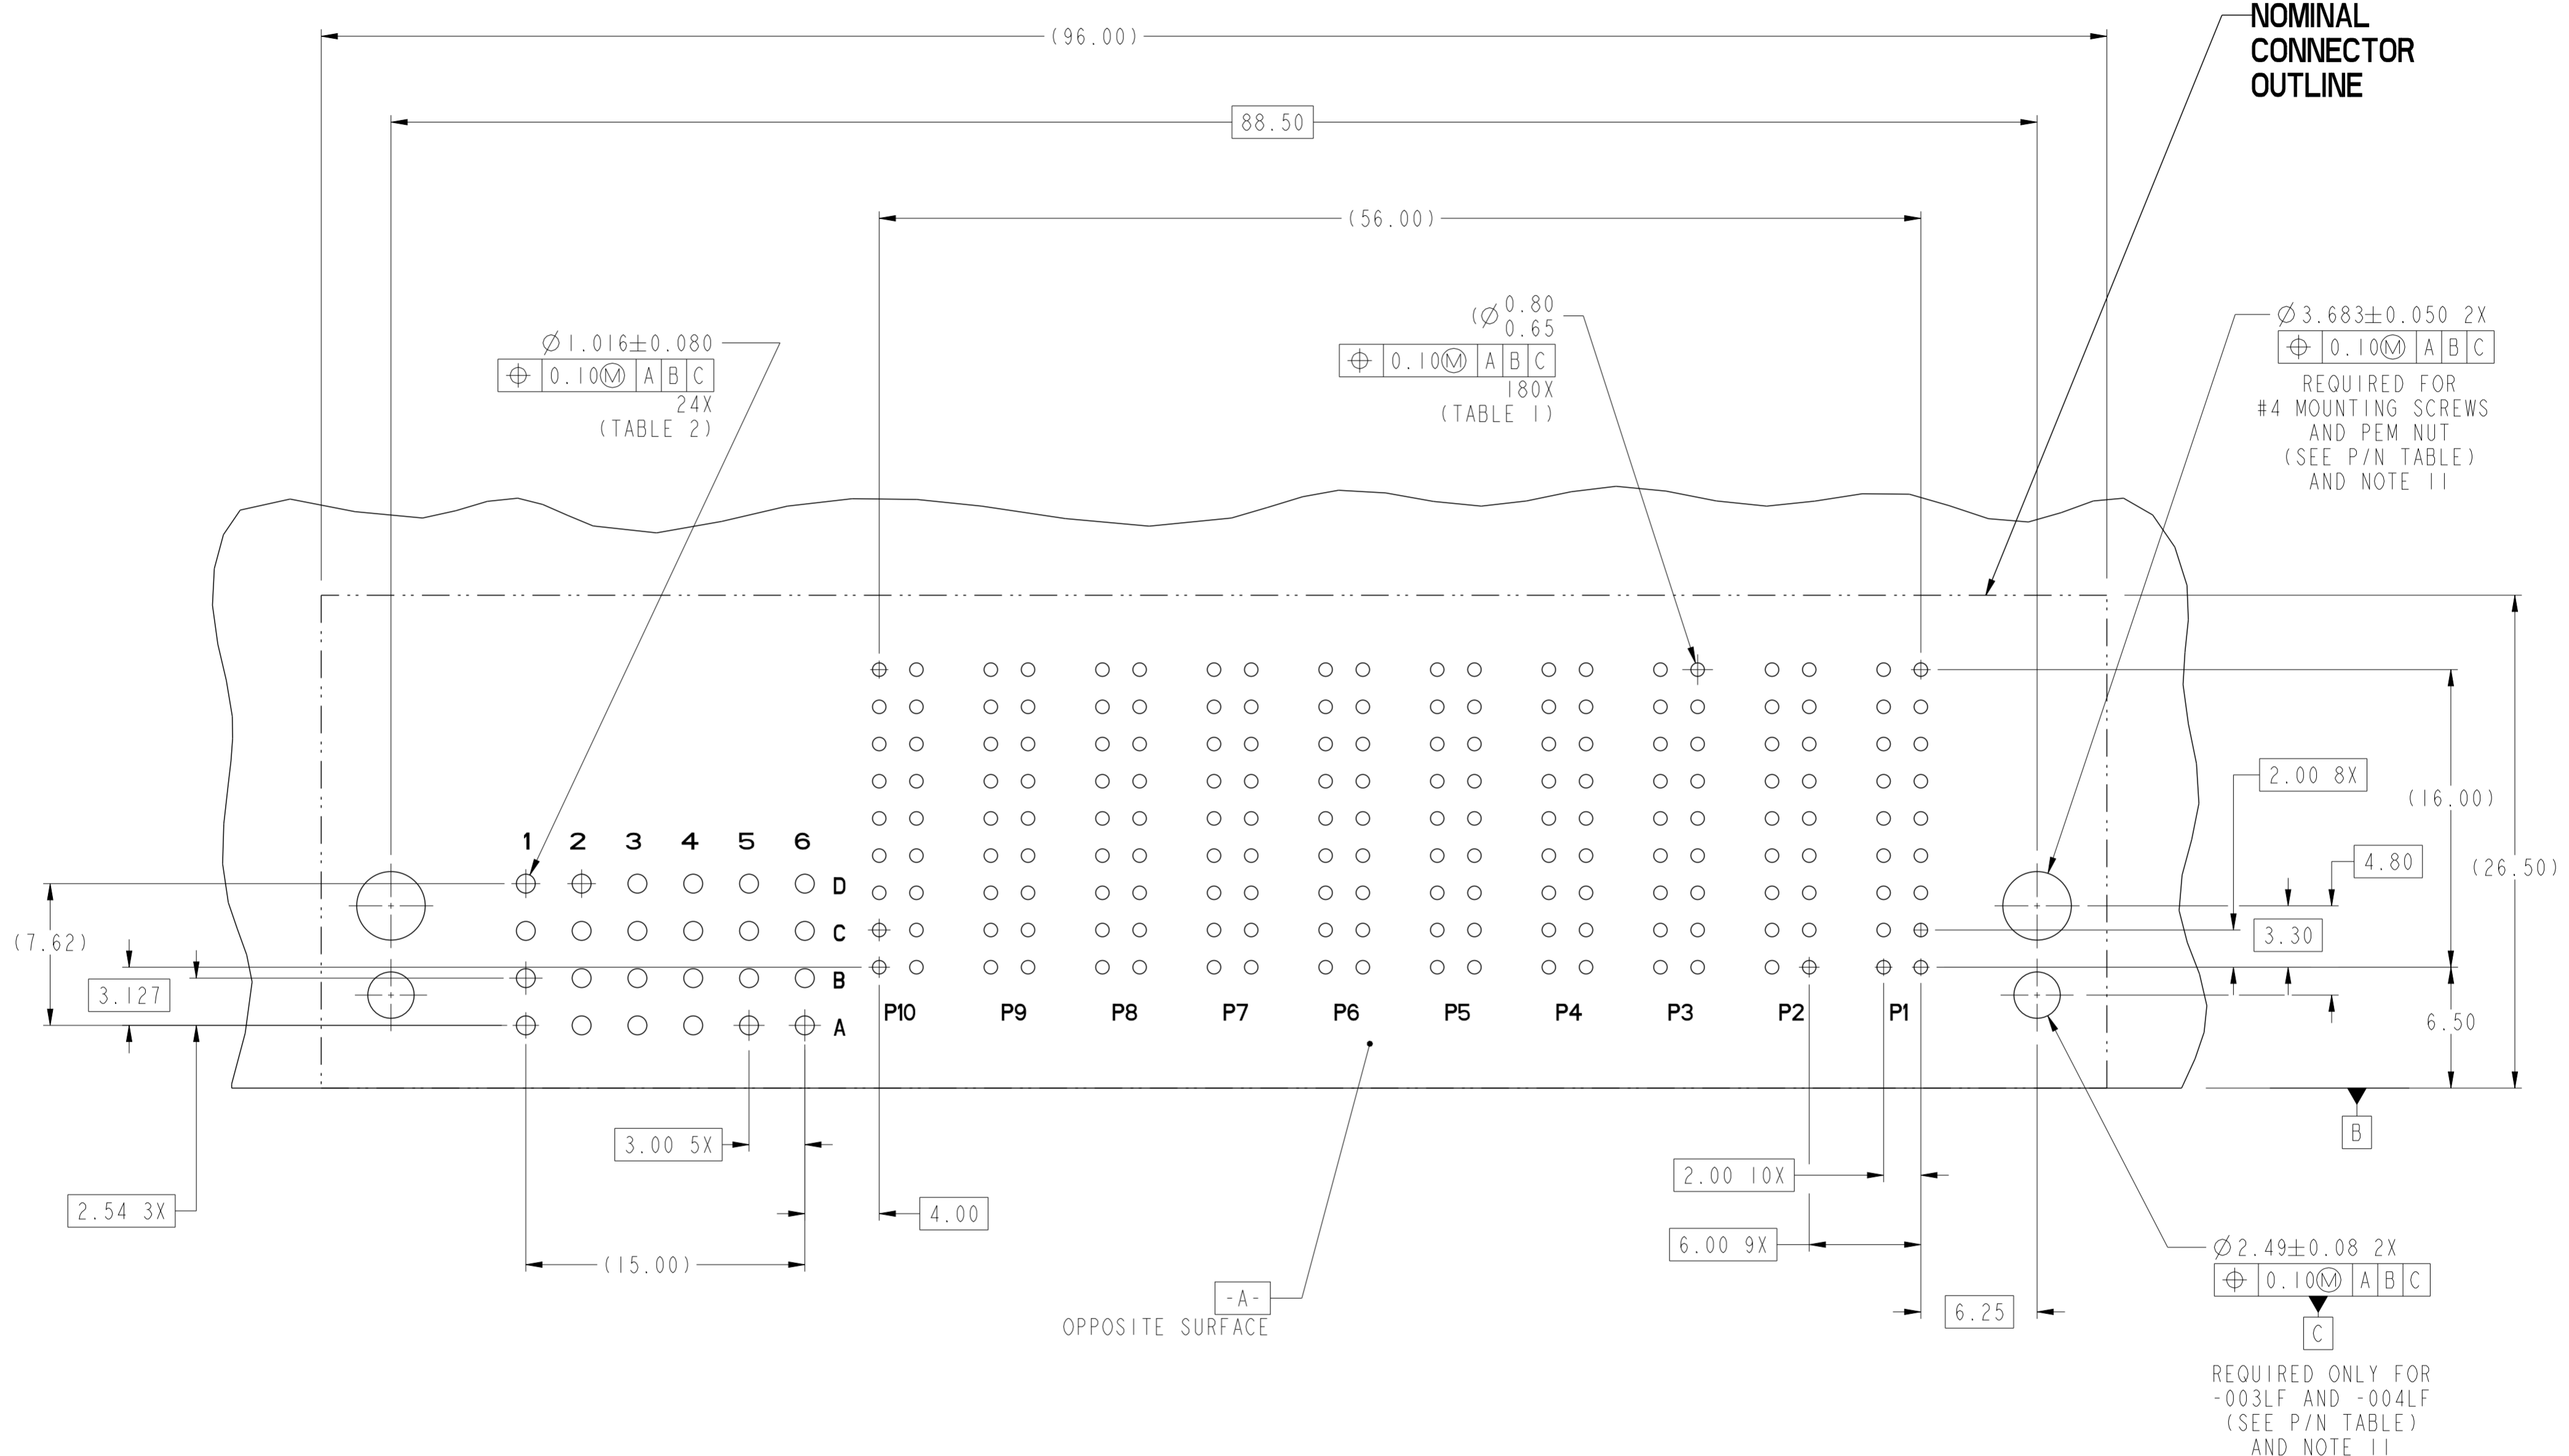 NOMINAL
CONNECTOR
OUTLINE
(96.00)
88.50
(56.00)
Ø1.016±0.080
⌖ 0.10Ⓜ A B C
24X
(TABLE 2)
(Ø 0.80
0.65
⌖ 0.10Ⓜ A B C
180X
(TABLE 1)
Ø3.683±0.050 2X
⌖ 0.10Ⓜ A B C
REQUIRED FOR
#4 MOUNTING SCREWS
AND PEM NUT
(SEE P/N TABLE)
AND NOTE 11
2.00 8X
(16.00)
4.80
(26.50)
3.30
6.50
1 2 3 4 5 6
D
C
B
A
(7.62)
3.127
P10 P9 P8 P7 P6 P5 P4 P3 P2 P1
B
3.00 5X
2.54 3X
4.00
(15.00)
2.00 10X
6.00 9X
6.25
-A-
OPPOSITE SURFACE
Ø2.49±0.08 2X
⌖ 0.10Ⓜ A B C
C
REQUIRED ONLY FOR
-003LF AND -004LF
(SEE P/N TABLE)
AND NOTE 11